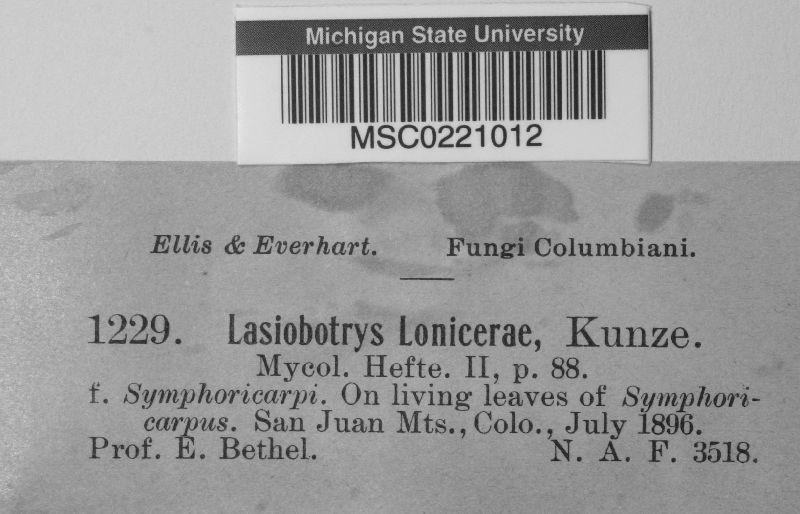 Michigan State University
MSC0221012
Ellis & Everhart. Fungi Columbiani.
1229. Lasiobotrys Lonicerae, Kunze.
Mycol. Hefte. II, p. 88.
f. Symphoricarpi. On living leaves of Symphori-
carpus. San Juan Mts., Colo., July 1896.
Prof. E. Bethel. N. A. F. 3518.